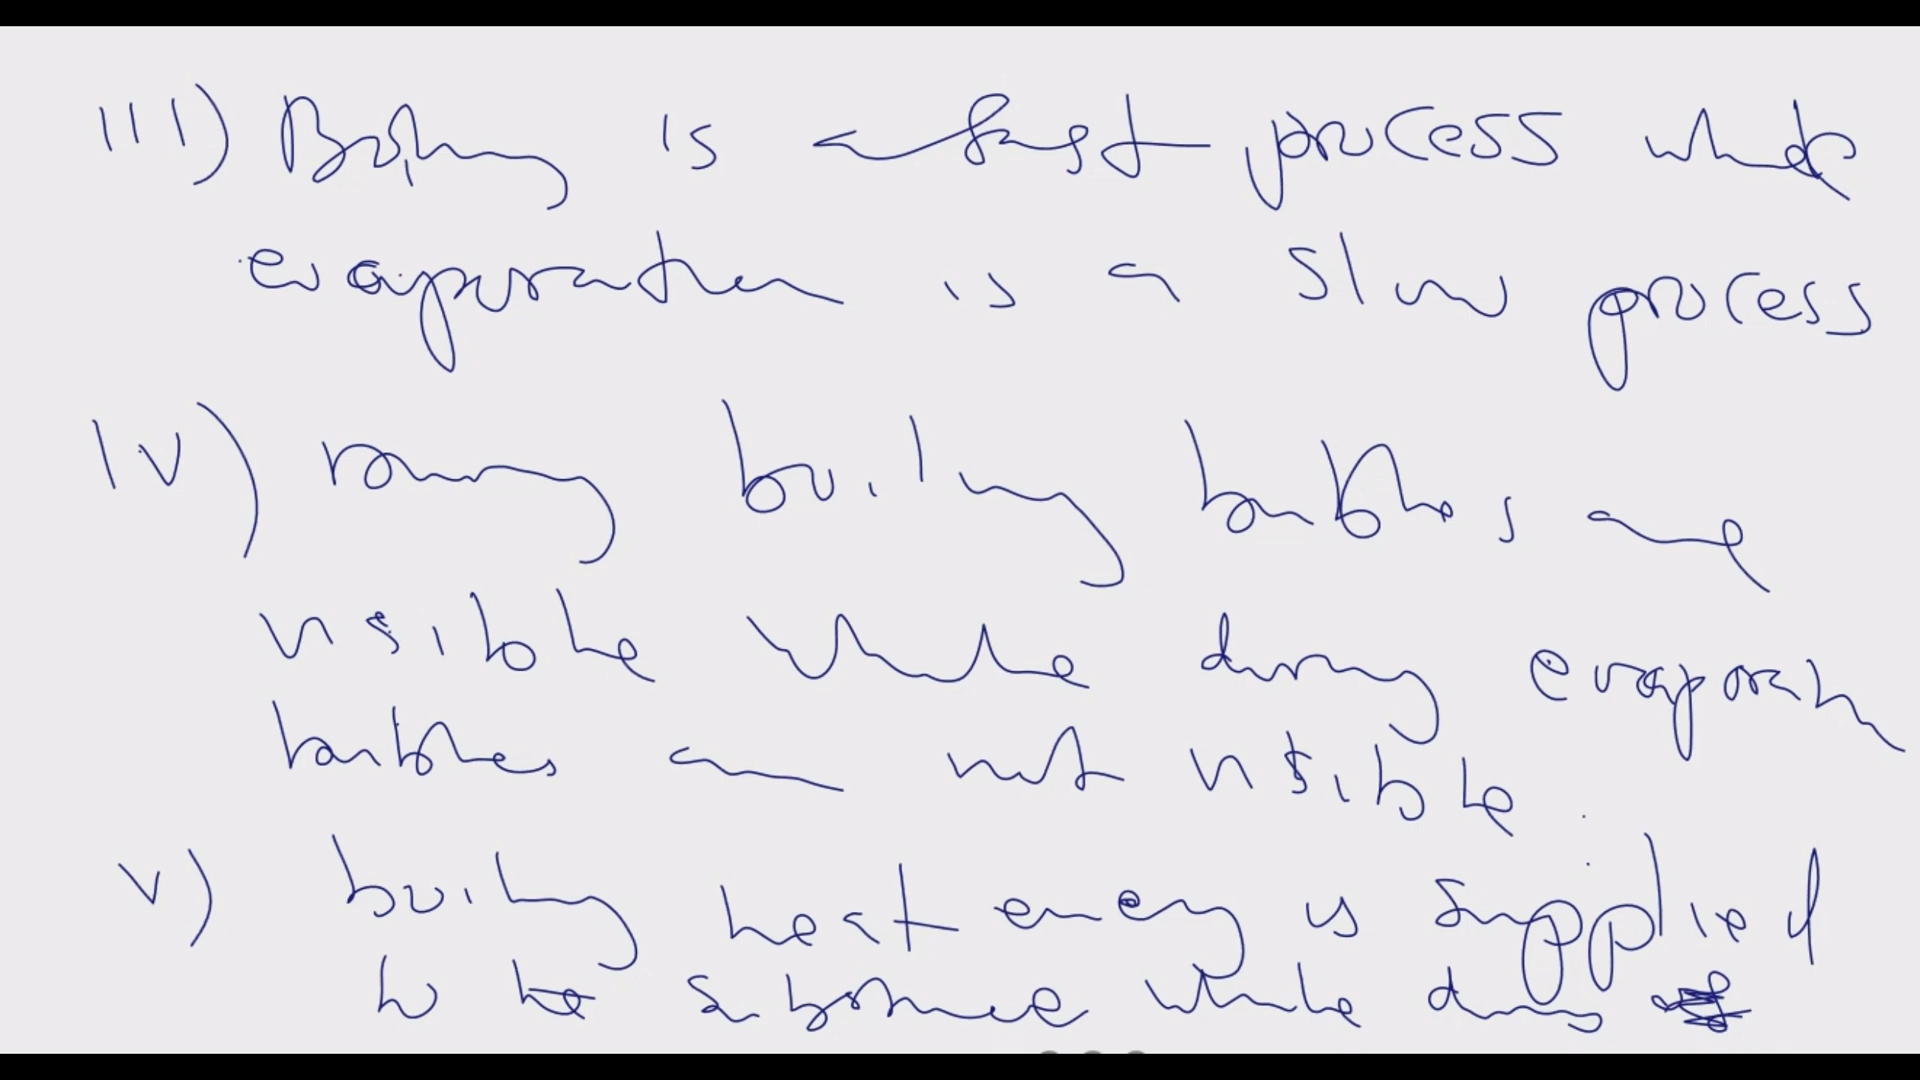 iii) Boiling is a fast process while
evaporation is a slow process
iv) boiling bubbles are
visible while during evaporation
bubbles are not visible.
v) boiling heat energy is supplied
to the substance while during